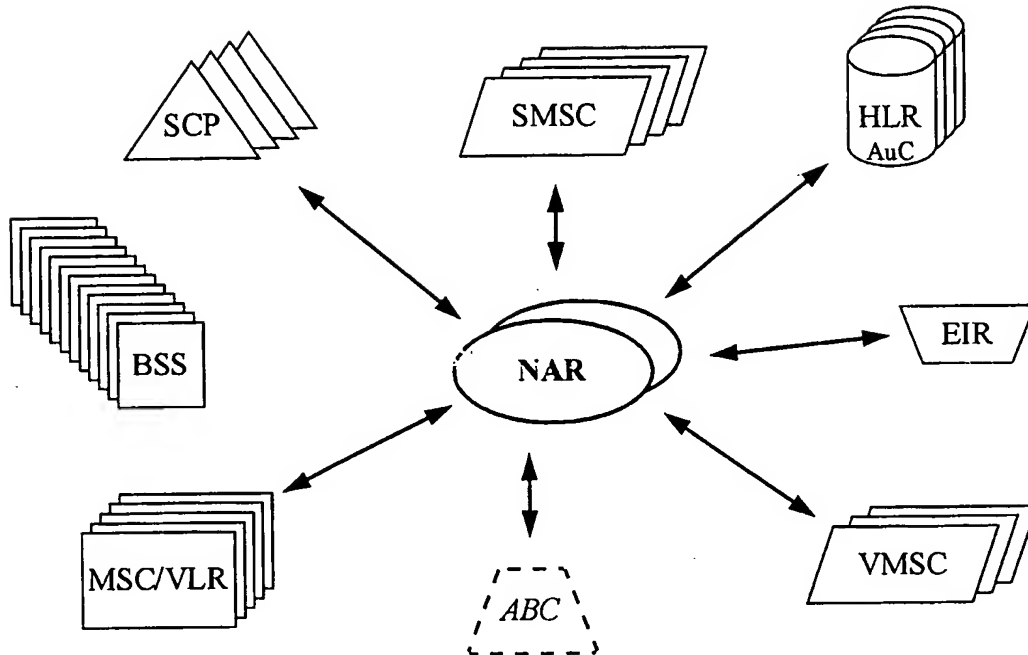 SCP
SMSC
HLR
AuC
BSS
NAR
EIR
MSC/VLR
ABC
VMSC